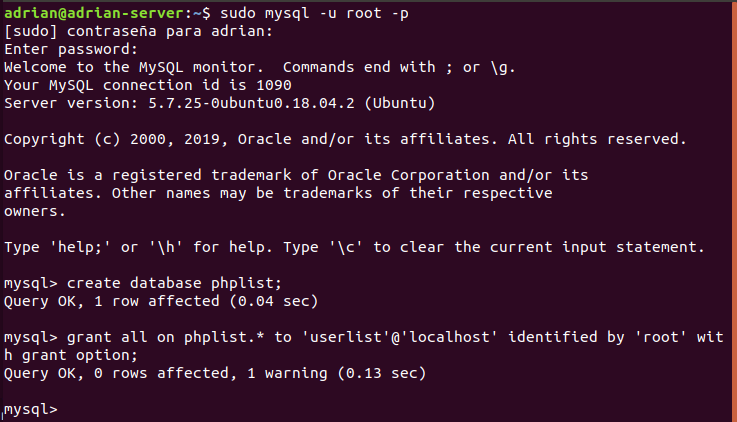 adrian@adrian-server:~$ sudo mysql -u root -p
[sudo] contraseña para adrian:
Enter password:
Welcome to the MySQL monitor.  Commands end with ; or \g.
Your MySQL connection id is 1090
Server version: 5.7.25-0ubuntu0.18.04.2 (Ubuntu)
Copyright (c) 2000, 2019, Oracle and/or its affiliates. All rights reserved.
Oracle is a registered trademark of Oracle Corporation and/or its
affiliates. Other names may be trademarks of their respective
owners.
Type 'help;' or '\h' for help. Type '\c' to clear the current input statement.
mysql> create database phplist;
Query OK, 1 row affected (0.04 sec)
mysql> grant all on phplist.* to 'userlist'@'localhost' identified by 'root' wit
h grant option;
Query OK, 0 rows affected, 1 warning (0.13 sec)
mysql>